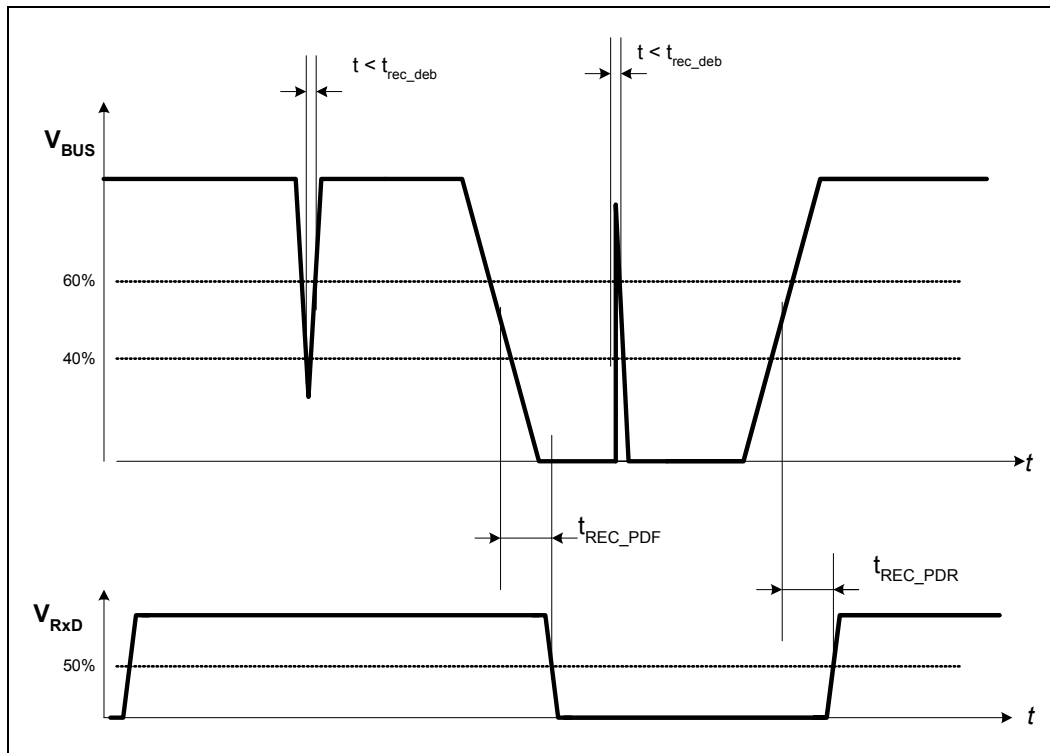 t < t_rec_deb
t < t_rec_deb
V_BUS
60%
40%
t
t_REC_PDF
t_REC_PDR
V_RxD
50%
t